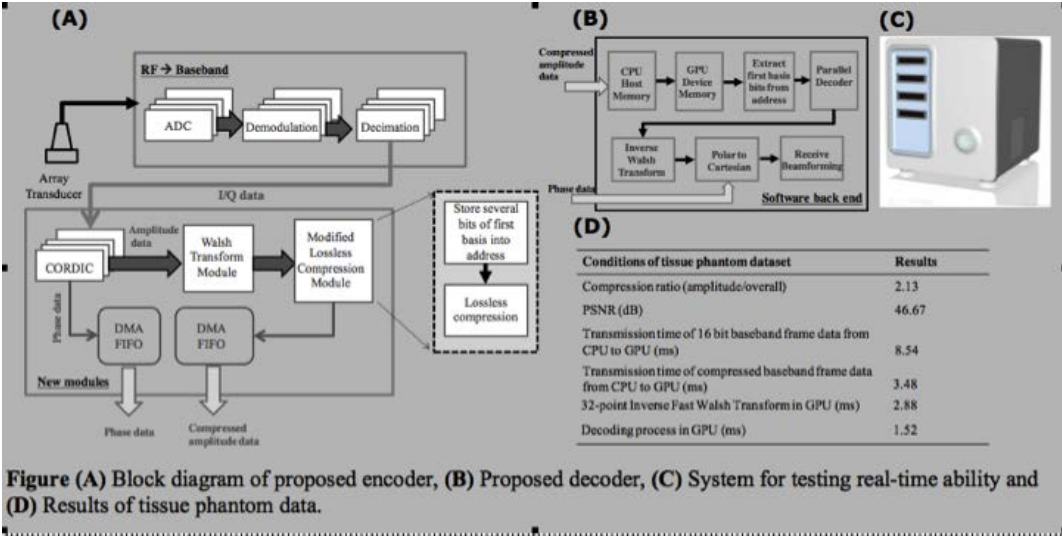 (A)
RF → Baseband
ADC
Demodulation
Decimation
Array
Transducer
I/Q data
CORDIC
Amplitude
data
Walsh
Transform
Module
Modified
Lossless
Compression
Module
Store several
bits of first
basis into
address
Lossless
compression
Phase data
DMA
FIFO
DMA
FIFO
New modules
Phase data
Compressed
amplitude data
(B)
Compressed
amplitude
data
CPU
Host
Memory
GPU
Device
Memory
Extract
first basis
bits from
address
Parallel
Decoder
Inverse
Walsh
Transform
Polar to
Cartesian
Receive
Beamforming
Phase data
Software back end
(C)
(D)
Conditions of tissue phantom dataset Results
Compression ratio (amplitude/overall) 2.13
PSNR (dB) 46.67
Transmission time of 16 bit baseband frame data from
CPU to GPU (ms) 8.54
Transmission time of compressed baseband frame data
from CPU to GPU (ms) 3.48
32-point Inverse Fast Walsh Transform in GPU (ms) 2.88
Decoding process in GPU (ms) 1.52
Figure (A) Block diagram of proposed encoder, (B) Proposed decoder, (C) System for testing real-time ability and
(D) Results of tissue phantom data.